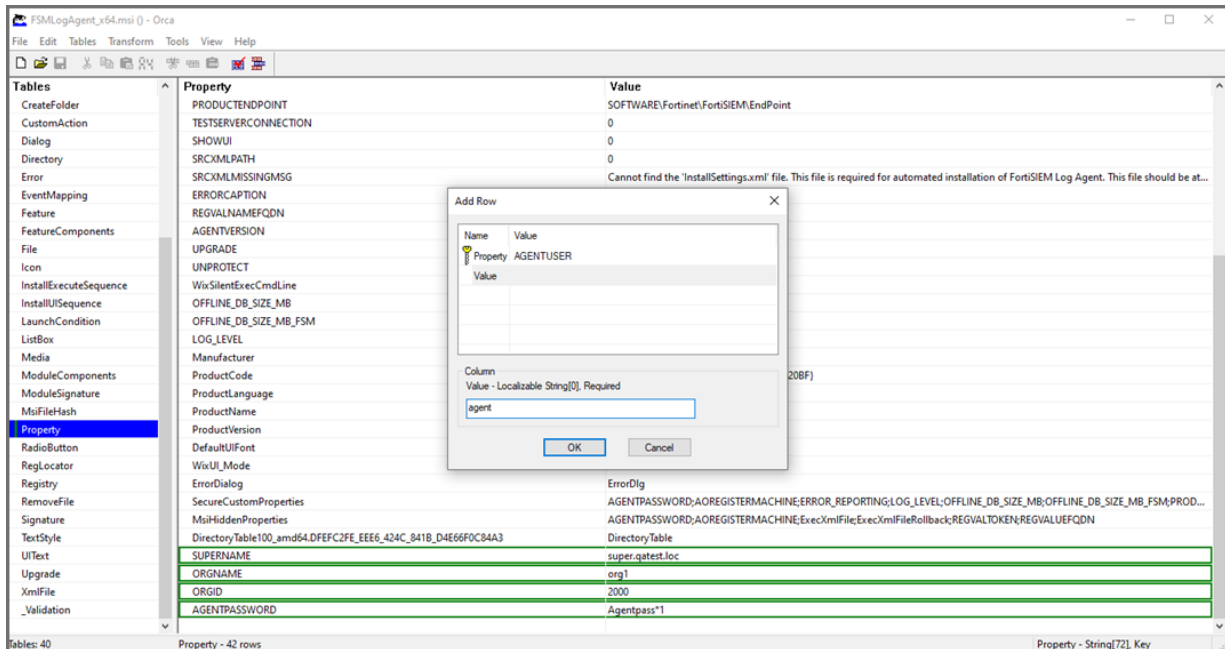 FSMLogAgent_x64.msi () - Orca
File Edit Tables Transform Tools View Help
Tables Property Value
CreateFolder PRODUCTENDPOINT SOFTWARE\Fortinet\FortiSIEM\EndPoint
CustomAction TESTSERVERCONNECTION 0
Dialog SHOWUI 0
Directory SRCXMLPATH 0
Error SRCXMLMISSINGMSG Cannot find the 'InstallSettings.xml' file. This file is required for automated installation of FortiSIEM Log Agent. This file should be at...
EventMapping ERRORCAPTION
Feature REGVALNAMEFQDN
FeatureComponents AGENTVERSION
File UPGRADE
Icon UNPROTECT
InstallExecuteSequence WixSilentExecCmdLine
InstallUISequence OFFLINE_DB_SIZE_MB
LaunchCondition OFFLINE_DB_SIZE_MB_FSM
ListBox LOG_LEVEL
Media Manufacturer
ModuleComponents ProductCode 20BF}
ModuleSignature ProductLanguage
MsiFileHash ProductName
Property ProductVersion
RadioButton DefaultUIFont
RegLocator WixUI_Mode
Registry ErrorDialog ErrorDlg
RemoveFile SecureCustomProperties AGENTPASSWORD;AOREGISTERMACHINE;ERROR_REPORTING;LOG_LEVEL;OFFLINE_DB_SIZE_MB;OFFLINE_DB_SIZE_MB_FSM;PROD...
Signature MsiHiddenProperties AGENTPASSWORD;AOREGISTERMACHINE;ExecXmlFile;ExecXmlFileRollback;REGVALTOKEN;REGVALUEFQDN
TextStyle DirectoryTable100_amd64.DFEFC2FE_EEE6_424C_841B_D4E66F0C84A3 DirectoryTable
UIText SUPERNAME super.qatest.loc
Upgrade ORGNAME org1
XmlFile ORGID 2000
_Validation AGENTPASSWORD Agentpass*1
Tables: 40 Property - 42 rows Property - String[72], Key
Add Row
Name Value
Property AGENTUSER
Value
Column
Value - Localizable String[0], Required
agent
OK Cancel